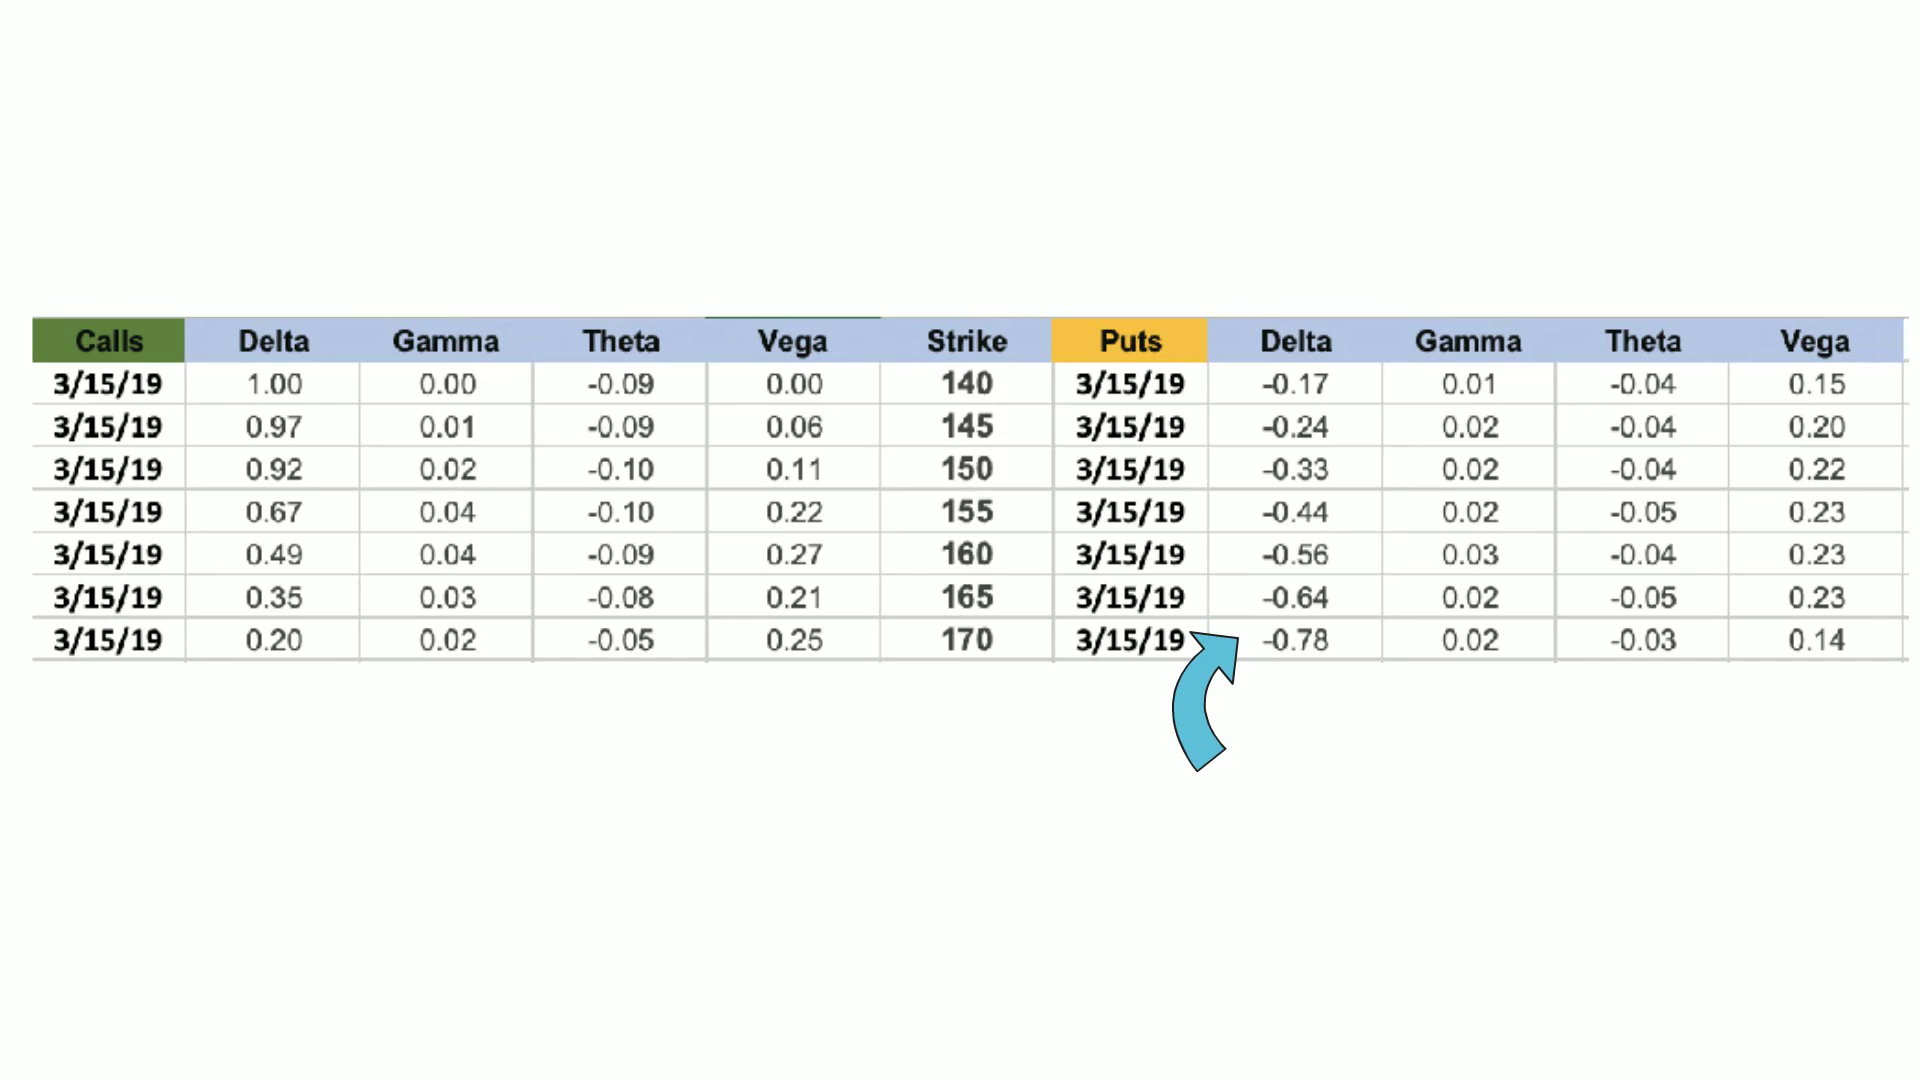 Calls Delta Gamma Theta Vega Strike Puts Delta Gamma Theta Vega
3/15/19 1.00 0.00 -0.09 0.00 140 3/15/19 -0.17 0.01 -0.04 0.15
3/15/19 0.97 0.01 -0.09 0.06 145 3/15/19 -0.24 0.02 -0.04 0.20
3/15/19 0.92 0.02 -0.10 0.11 150 3/15/19 -0.33 0.02 -0.04 0.22
3/15/19 0.67 0.04 -0.10 0.22 155 3/15/19 -0.44 0.02 -0.05 0.23
3/15/19 0.49 0.04 -0.09 0.27 160 3/15/19 -0.56 0.03 -0.04 0.23
3/15/19 0.35 0.03 -0.08 0.21 165 3/15/19 -0.64 0.02 -0.05 0.23
3/15/19 0.20 0.02 -0.05 0.25 170 3/15/19 -0.78 0.02 -0.03 0.14